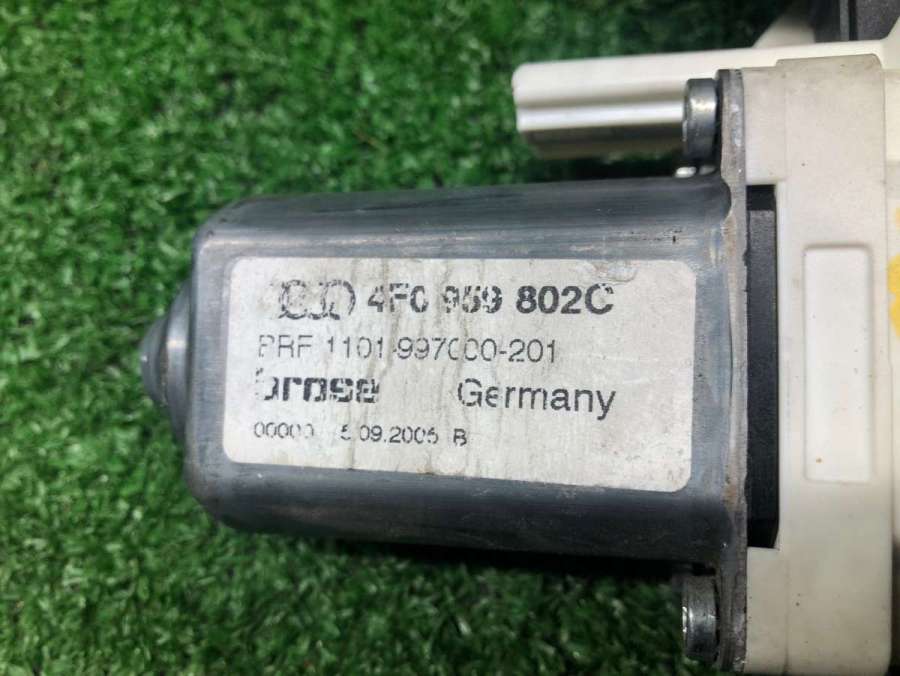 4F0 959 802C
BRF 1101-997000-201
brose Germany
00000 5.09.2005 B